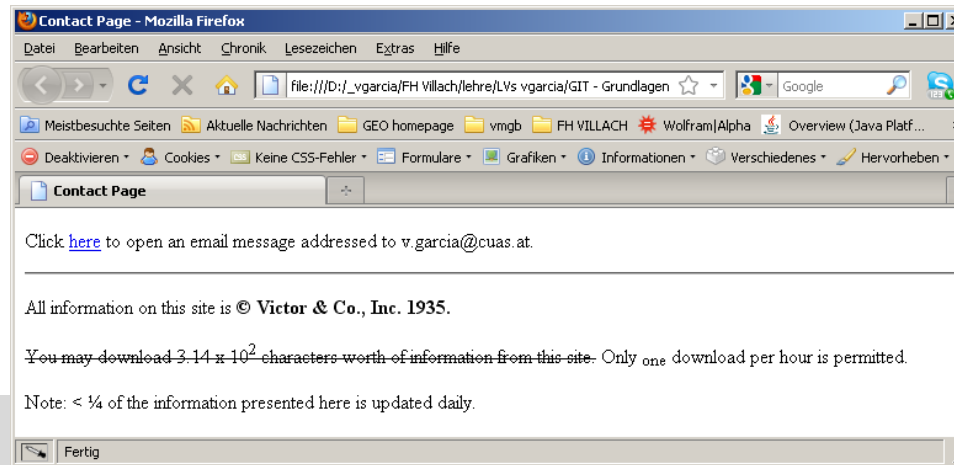 Contact Page - Mozilla Firefox
Datei Bearbeiten Ansicht Chronik Lesezeichen Extras Hilfe
file:///D:/_vgarcia/FH Villach/lehre/LVs vgarcia/GIT - Grundlagen Google
Meistbesuchte Seiten Aktuelle Nachrichten GEO homepage vmgb FH VILLACH Wolfram|Alpha Overview (Java Platf...
Deaktivieren Cookies Keine CSS-Fehler Formulare Grafiken Informationen Verschiedenes Hervorheben
Contact Page
Click here to open an email message addressed to v.garcia@cuas.at.
All information on this site is © Victor & Co., Inc. 1935.
You may download 3.14 x 10² characters worth of information from this site. Only one download per hour is permitted.
Note: < ¼ of the information presented here is updated daily.
Fertig